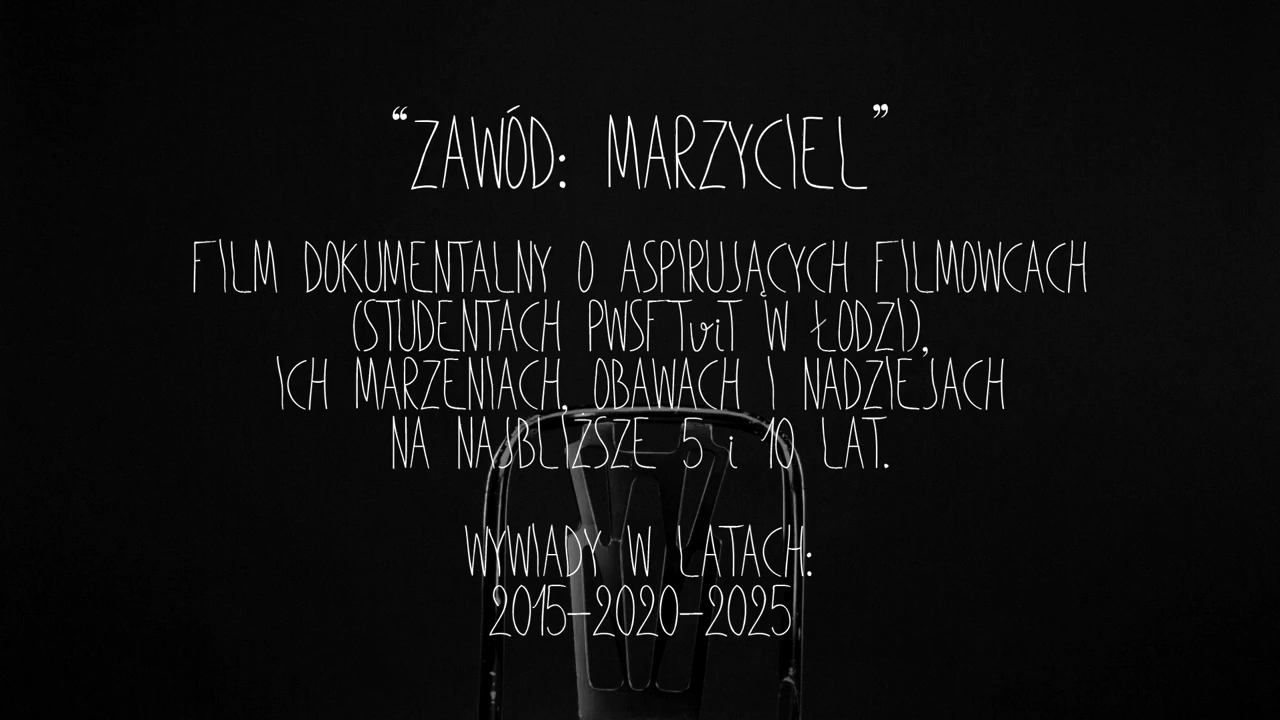 “ZAWÓD: MARZYCIEL”
FILM DOKUMENTALNY O ASPIRUJĄCYCH FILMOWCACH
(STUDENTACH PWSFTviT W ŁODZI),
ICH MARZENIACH, OBAWACH I NADZIEJACH
NA NAJBLIŻSZE 5 i 10 LAT.
WYWIADY W LATACH:
2015–2020–2025